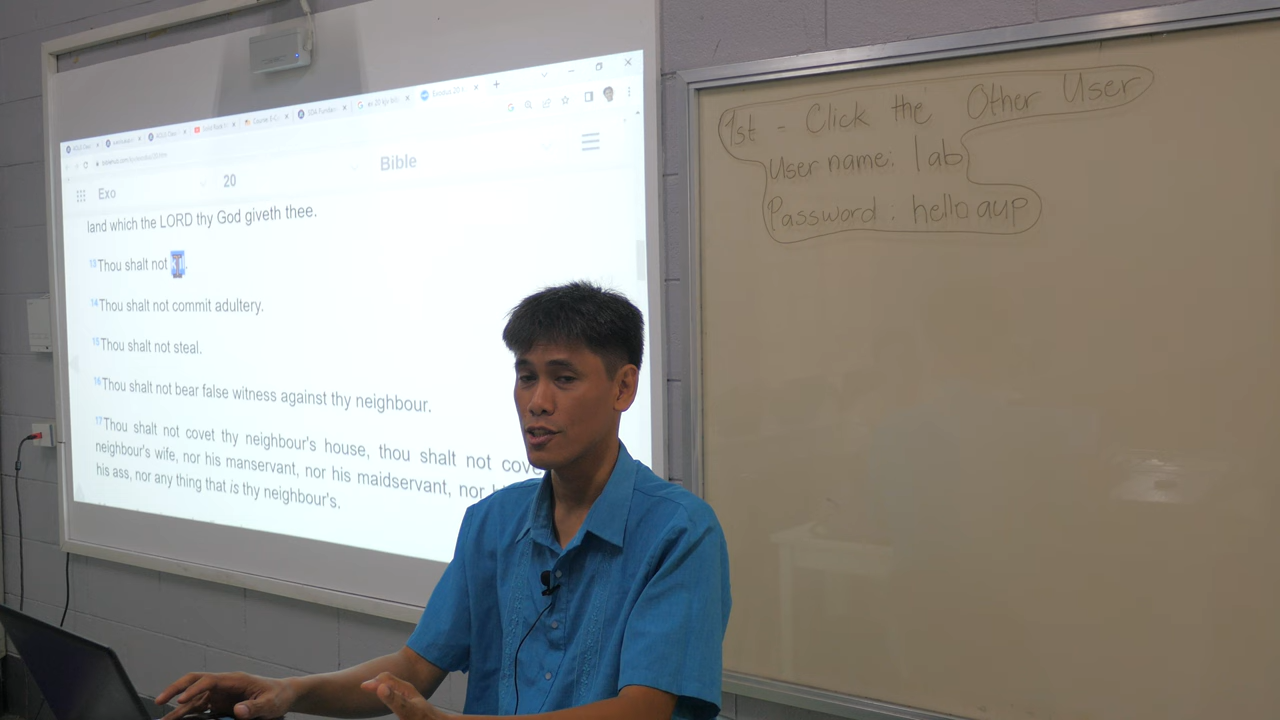 Bible
Exo
20
land which the LORD thy God giveth thee.
13 Thou shalt not
14 Thou shalt not commit adultery.
15 Thou shalt not steal.
16 Thou shalt not bear false witness against thy neighbour.
17 Thou shalt not covet thy neighbour's house, thou shalt not cove
neighbour's wife, nor his manservant, nor his maidservant, nor
his ass, nor any thing that is thy neighbour's.
1st - Click the Other User
User name: lab
Password: hello aup